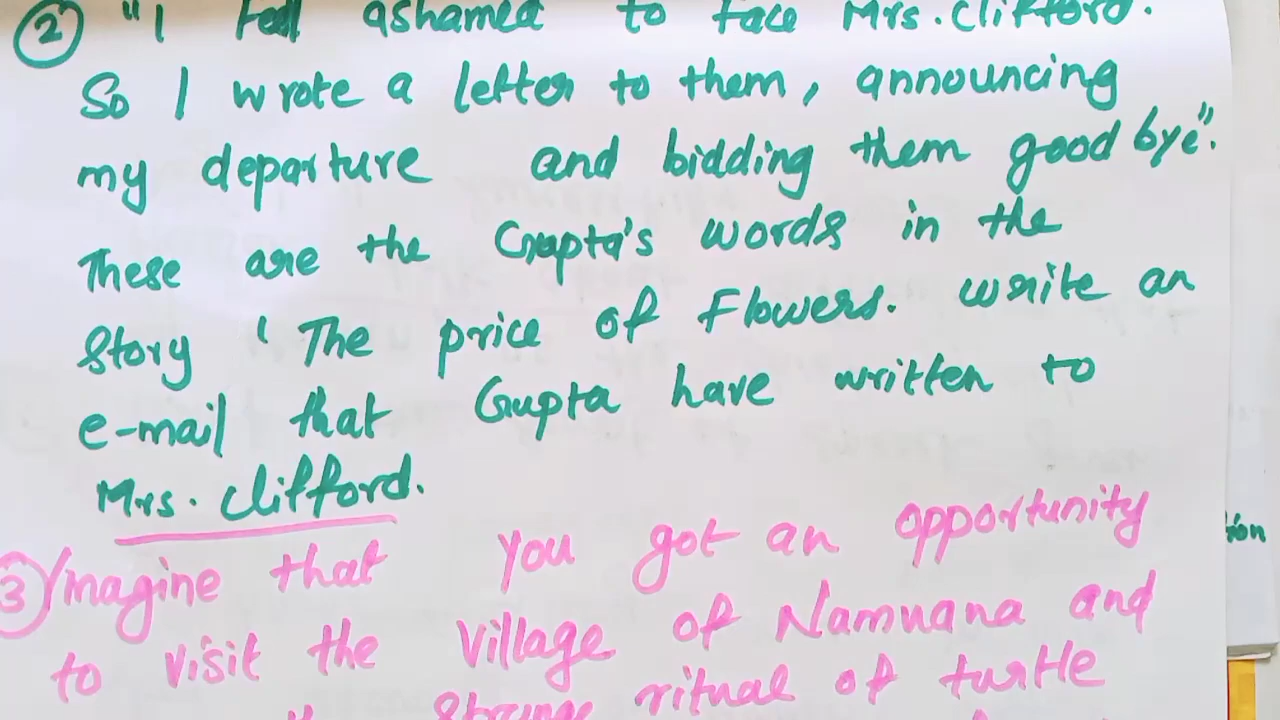 ② "I fell ashamed to face Mrs. Clifford.
So I wrote a letter to them, announcing
my departure and bidding them good bye".
These are the Gupta's words in the
Story ' The price of Flowers. Write an
e-mail that Gupta have written to
Mrs. Clifford.
③ Imagine that you got an opportunity
to visit the village of Namuana and
Strange ritual of turtle
tion